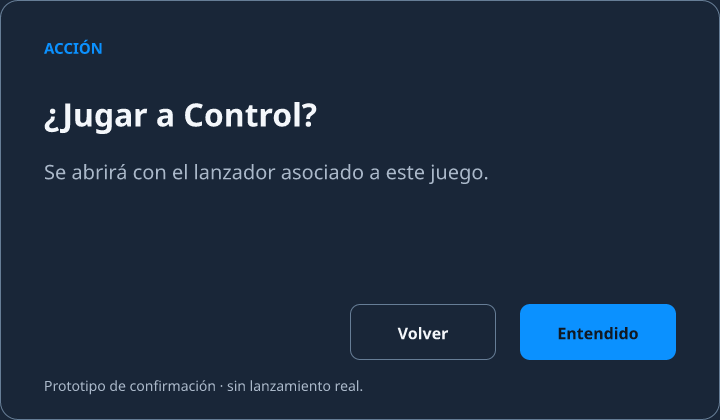 ACCIÓN
¿Jugar a Control?
Se abrirá con el lanzador asociado a este juego.
Volver
Entendido
Prototipo de confirmación · sin lanzamiento real.